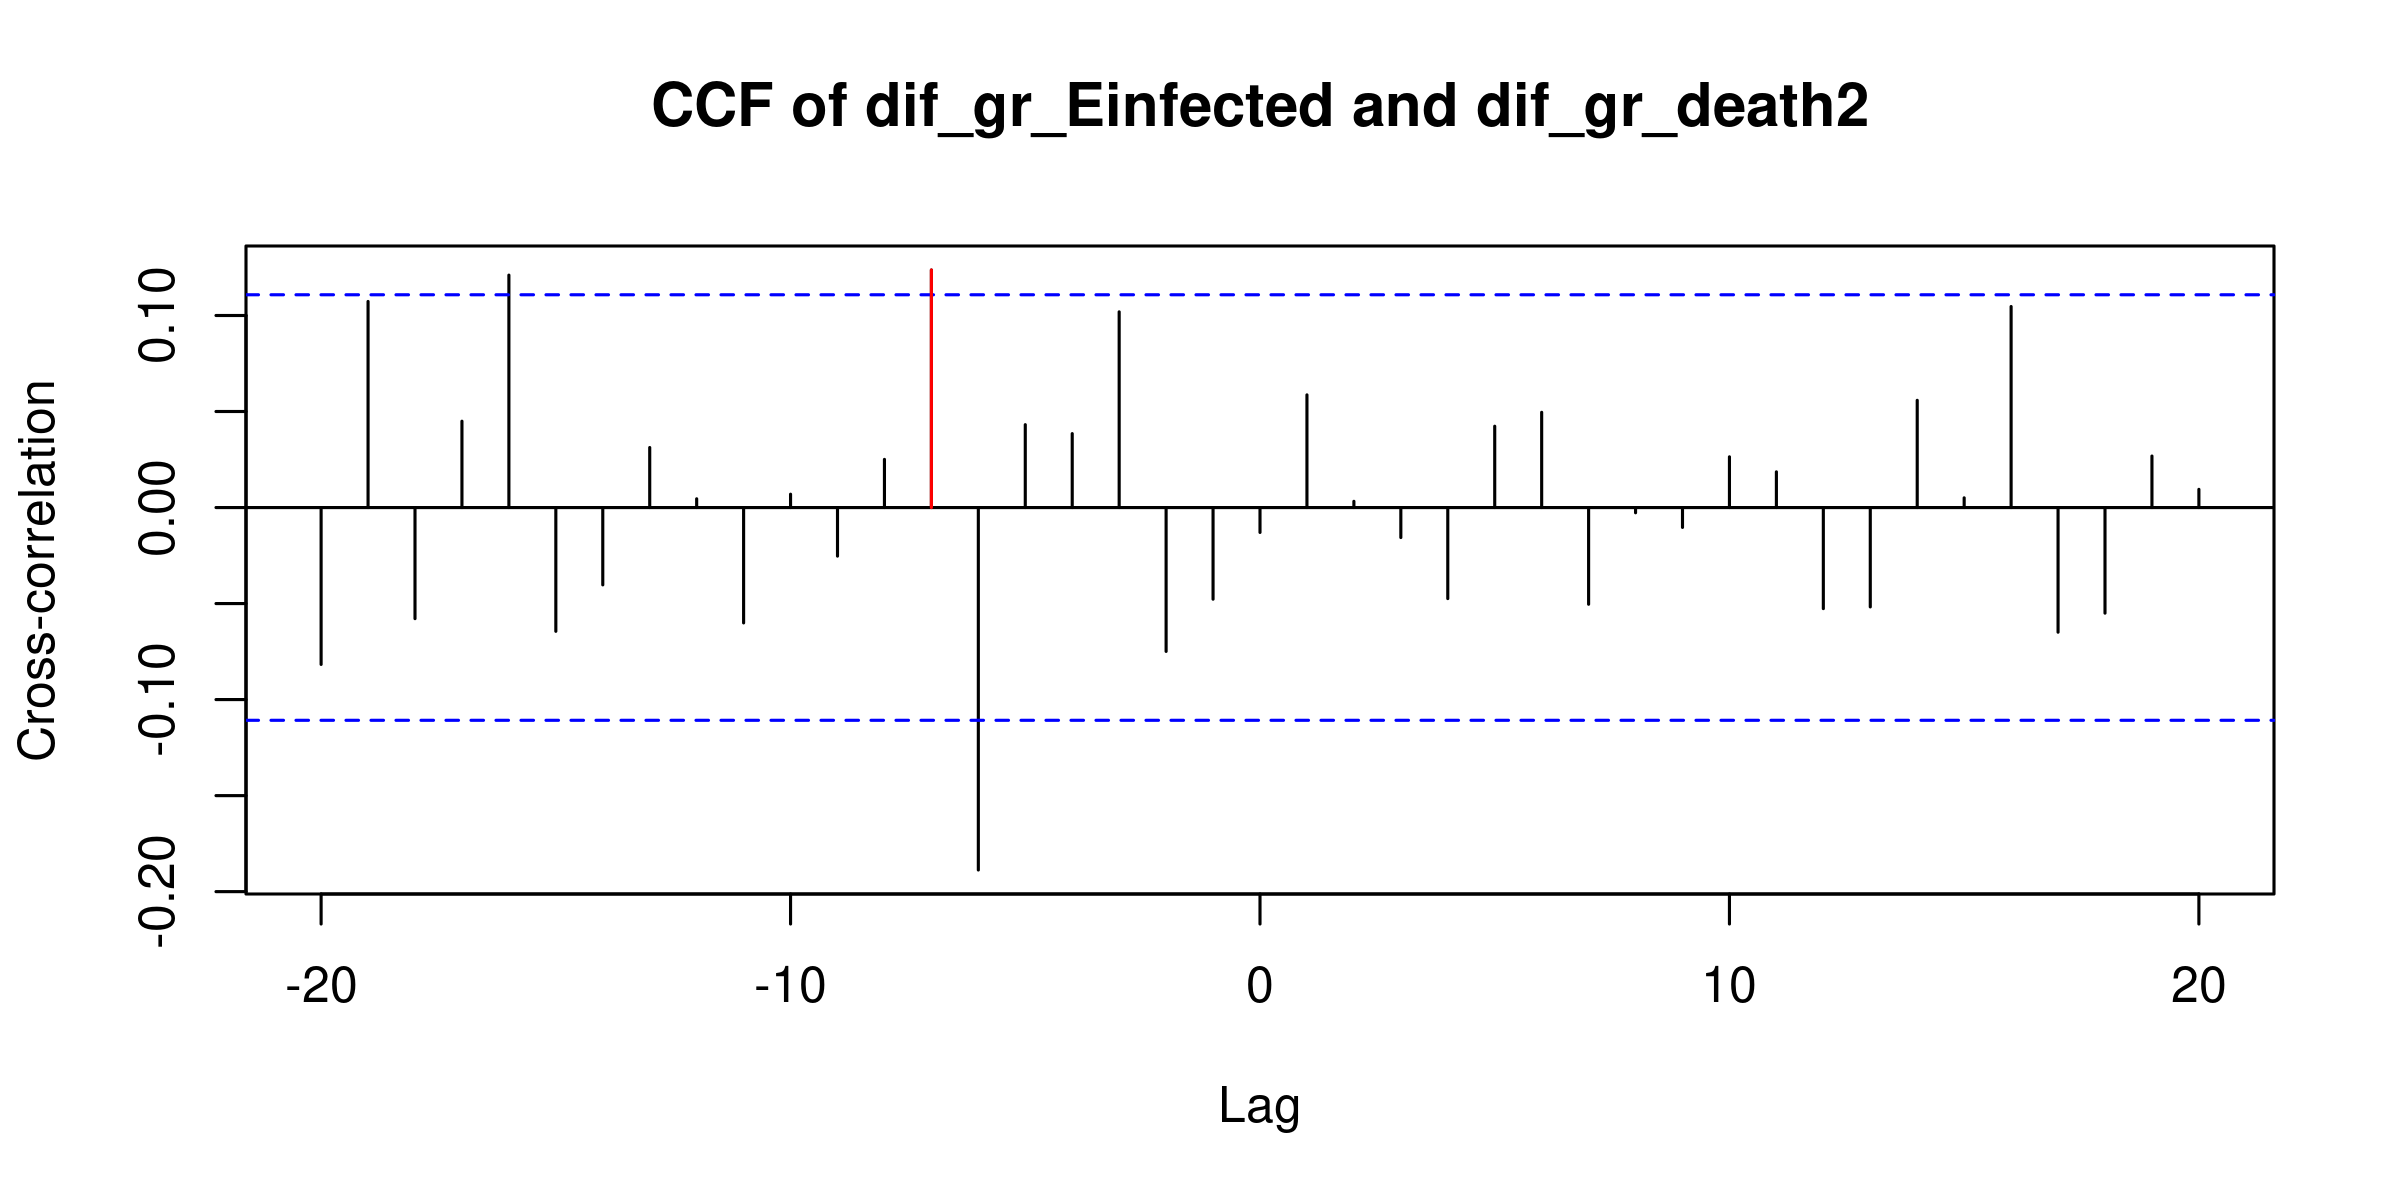 CCF of dif_gr_Einfected and dif_gr_death2
Cross-correlation
0.10
0.00
-0.10
-0.20
-20 -10 0 10 20
Lag